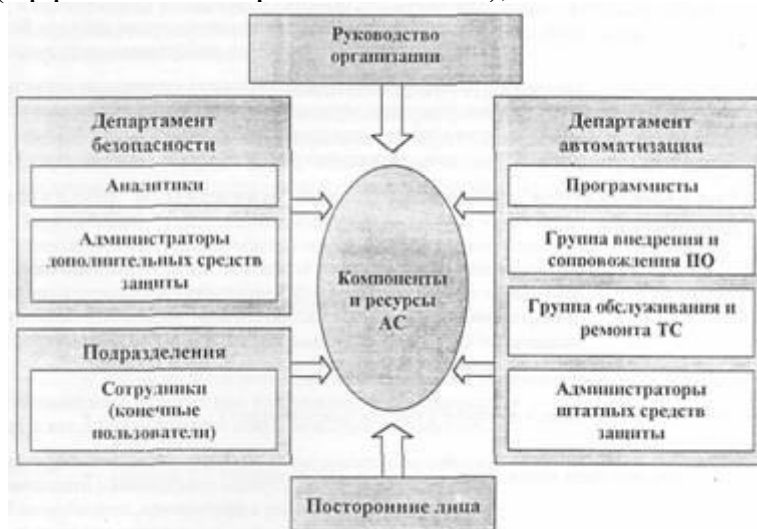 Руководство
организации
Департамент
безопасности
Аналитики
Администраторы
дополнительных средств
защиты
Подразделения
Сотрудники
(конечные
пользователи)
Компоненты
и ресурсы
АС
Департамент
автоматизации
Программисты
Группа внедрения и
сопровождения ПО
Группа обслуживания и
ремонта ТС
Администраторы
штатных средств
защиты
Посторонние лица